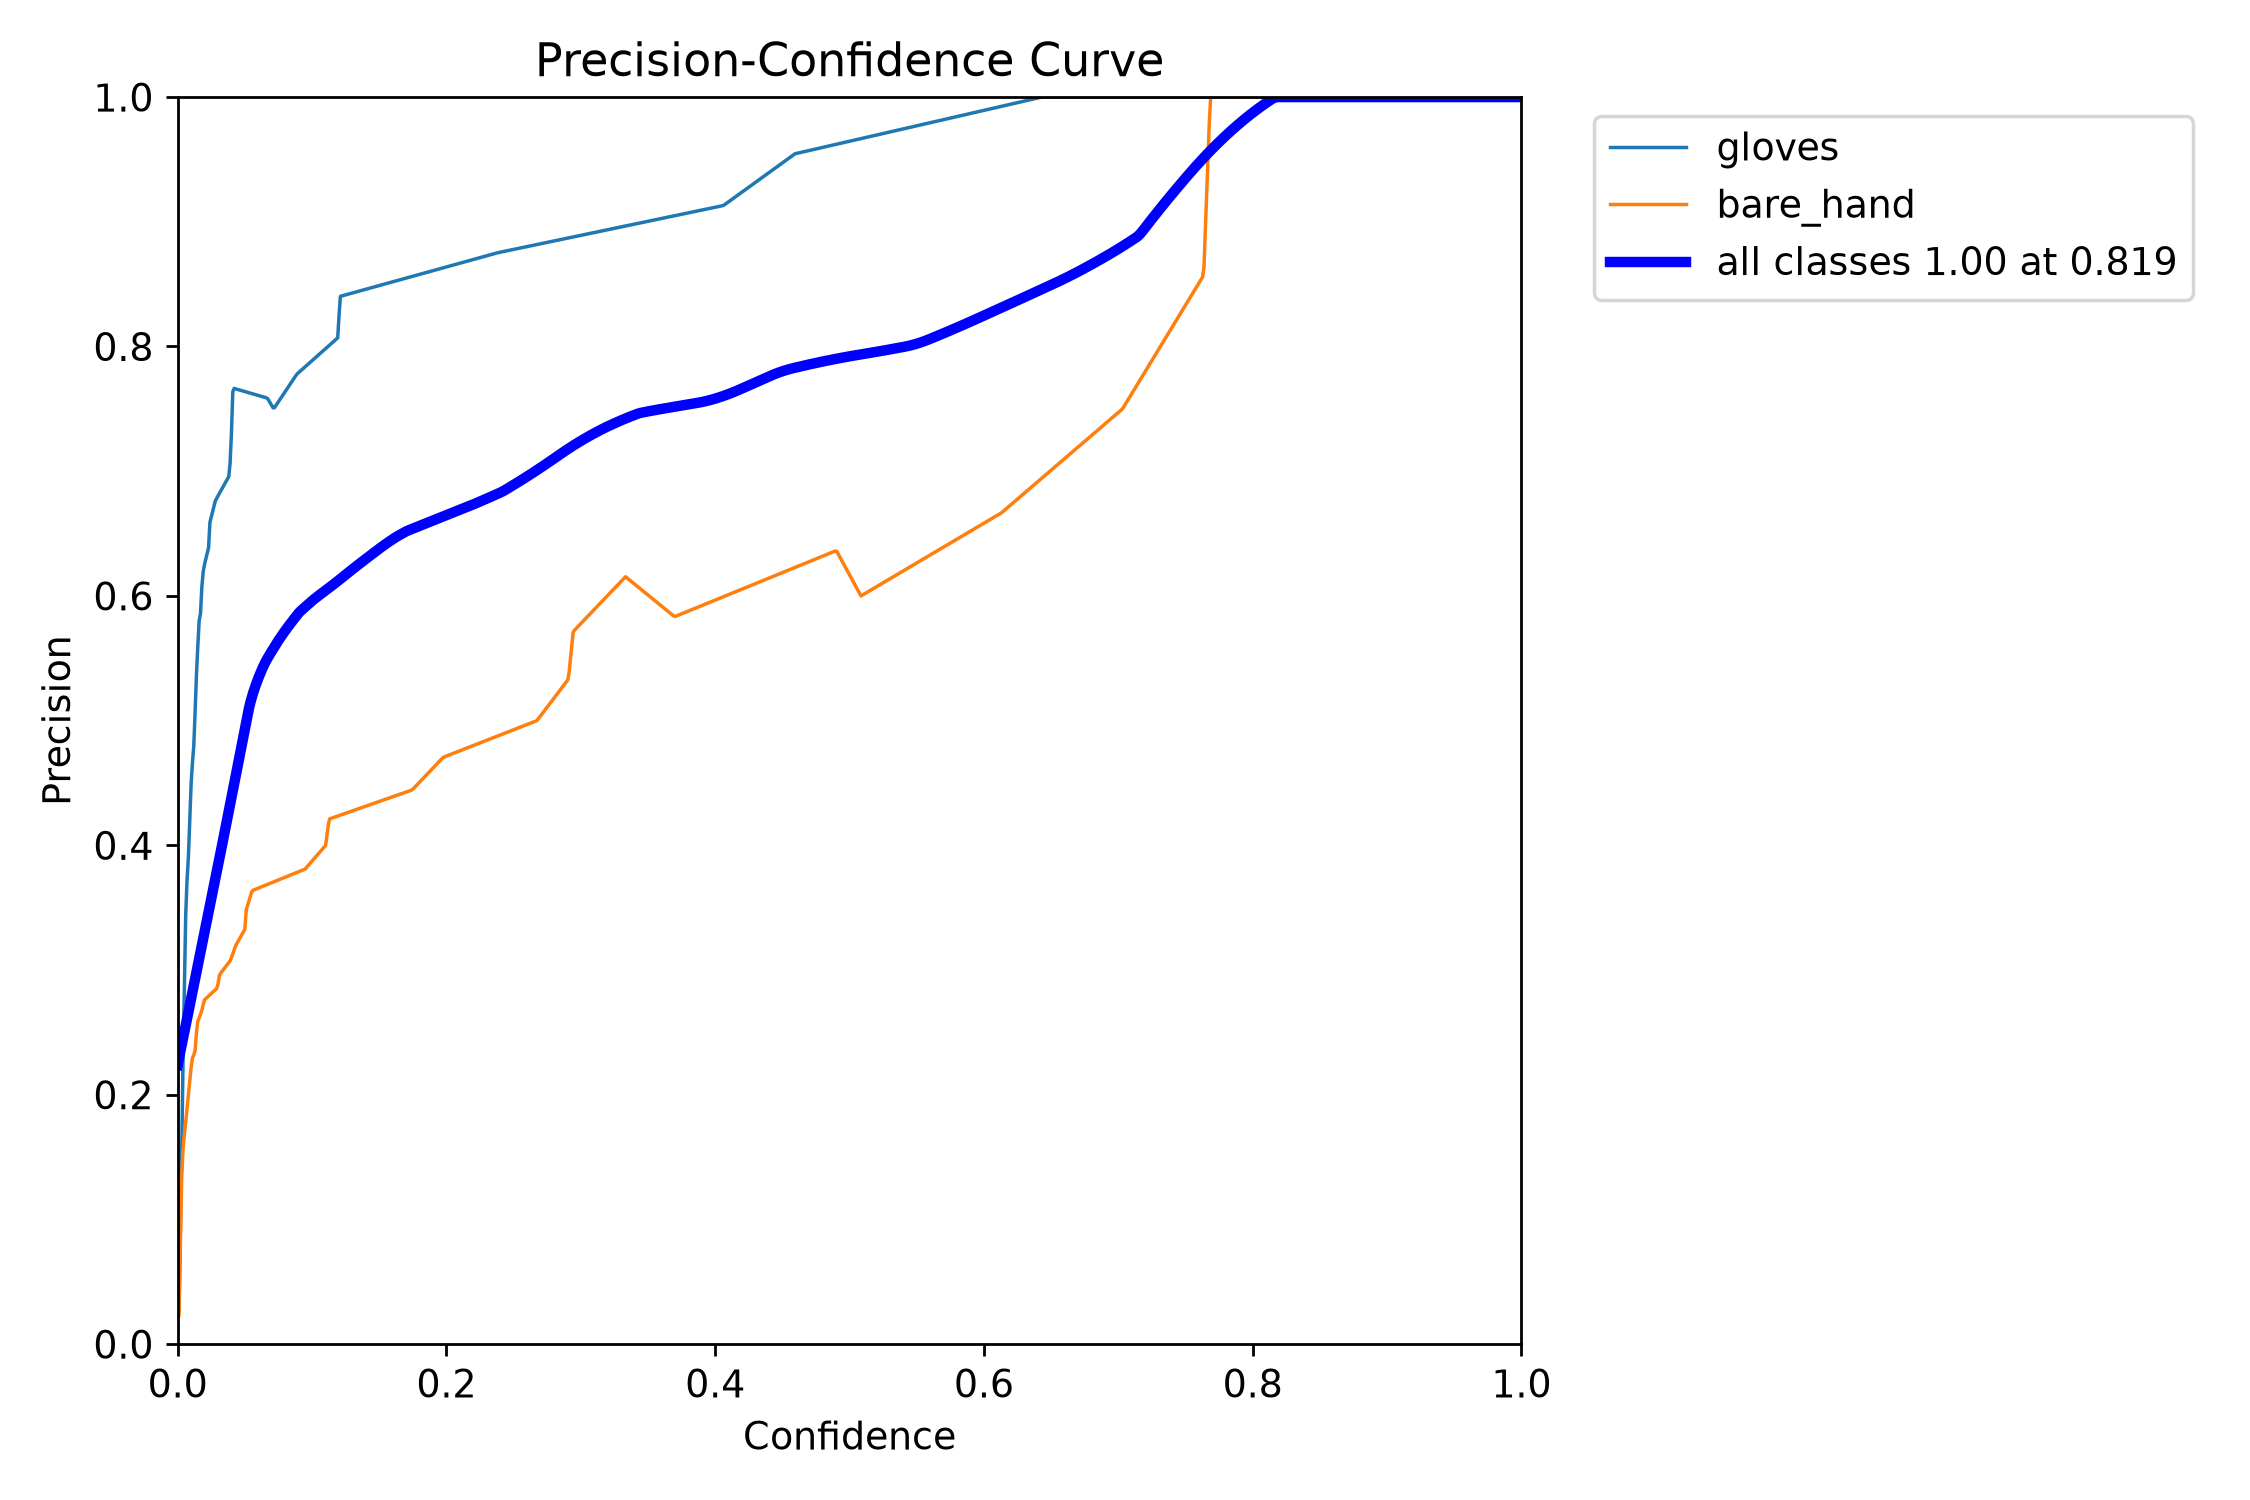 Precision-Confidence Curve
1.0
0.8
0.6
0.4
0.2
0.0
Precision
0.0 0.2 0.4 0.6 0.8 1.0
Confidence
gloves
bare_hand
all classes 1.00 at 0.819